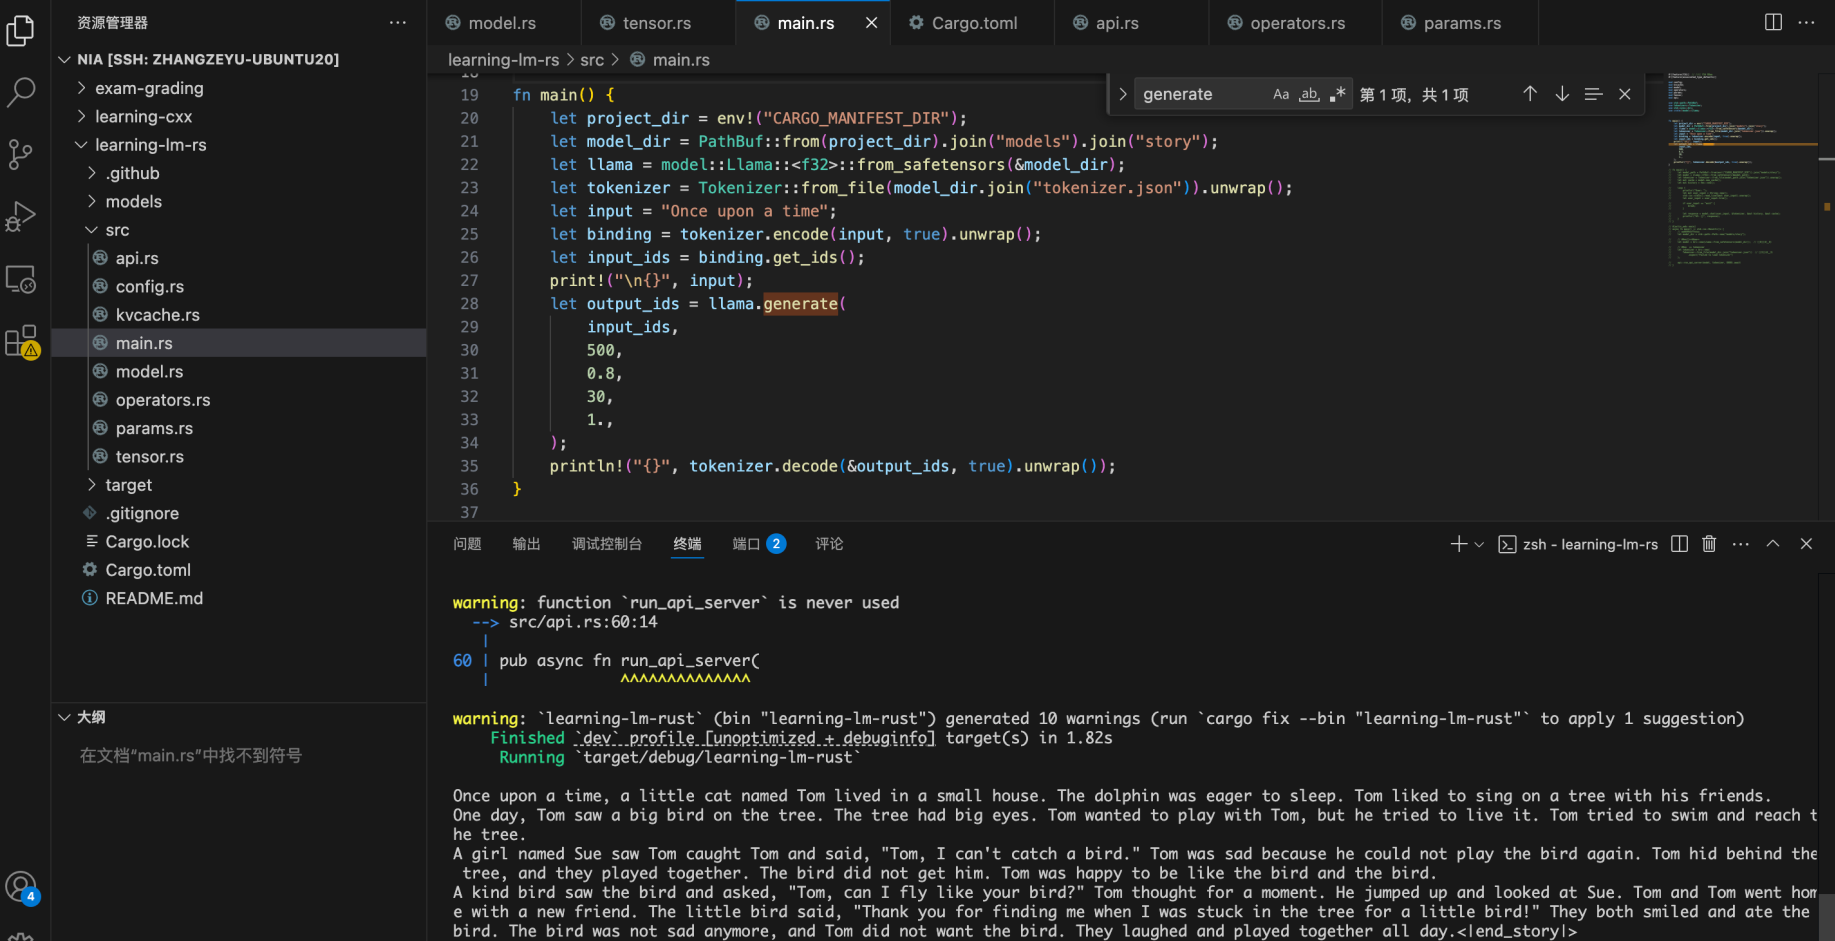 资源管理器
NIA [SSH: ZHANGZEYU-UBUNTU20]
exam-grading
learning-cxx
learning-lm-rs
.github
models
src
api.rs
config.rs
kvcache.rs
main.rs
model.rs
operators.rs
params.rs
tensor.rs
target
.gitignore
Cargo.lock
Cargo.toml
README.md
大纲
在文档“main.rs”中找不到符号
4
model.rs
tensor.rs
main.rs
Cargo.toml
api.rs
operators.rs
params.rs
learning-lm-rs > src > main.rs
generate Aa ab .* 第 1 项，共 1 项
18
19 fn main() {
20 let project_dir = env!("CARGO_MANIFEST_DIR");
21 let model_dir = PathBuf::from(project_dir).join("models").join("story");
22 let llama = model::Llama::<f32>::from_safetensors(&model_dir);
23 let tokenizer = Tokenizer::from_file(model_dir.join("tokenizer.json")).unwrap();
24 let input = "Once upon a time";
25 let binding = tokenizer.encode(input, true).unwrap();
26 let input_ids = binding.get_ids();
27 print!("\n{}", input);
28 let output_ids = llama.generate(
29 input_ids,
30 500,
31 0.8,
32 30,
33 1.,
34 );
35 println!("{}", tokenizer.decode(&output_ids, true).unwrap());
36 }
37
问题 输出 调试控制台 终端 端口 2 评论
zsh - learning-lm-rs
warning: function `run_api_server` is never used
--> src/api.rs:60:14
|
60 | pub async fn run_api_server(
| ^^^^^^^^^^^^^^
warning: `learning-lm-rust` (bin "learning-lm-rust") generated 10 warnings (run `cargo fix --bin "learning-lm-rust"` to apply 1 suggestion)
Finished `dev` profile [unoptimized + debuginfo] target(s) in 1.82s
Running `target/debug/learning-lm-rust`
Once upon a time, a little cat named Tom lived in a small house. The dolphin was eager to sleep. Tom liked to sing on a tree with his friends.
One day, Tom saw a big bird on the tree. The tree had big eyes. Tom wanted to play with Tom, but he tried to live it. Tom tried to swim and reach t
he tree.
A girl named Sue saw Tom caught Tom and said, "Tom, I can't catch a bird." Tom was sad because he could not play the bird again. Tom hid behind the
tree, and they played together. The bird did not get him. Tom was happy to be like the bird and the bird.
A kind bird saw the bird and asked, "Tom, can I fly like your bird?" Tom thought for a moment. He jumped up and looked at Sue. Tom and Tom went hom
e with a new friend. The little bird said, "Thank you for finding me when I was stuck in the tree for a little bird!" They both smiled and ate the
bird. The bird was not sad anymore, and Tom did not want the bird. They laughed and played together all day.<|end_story|>